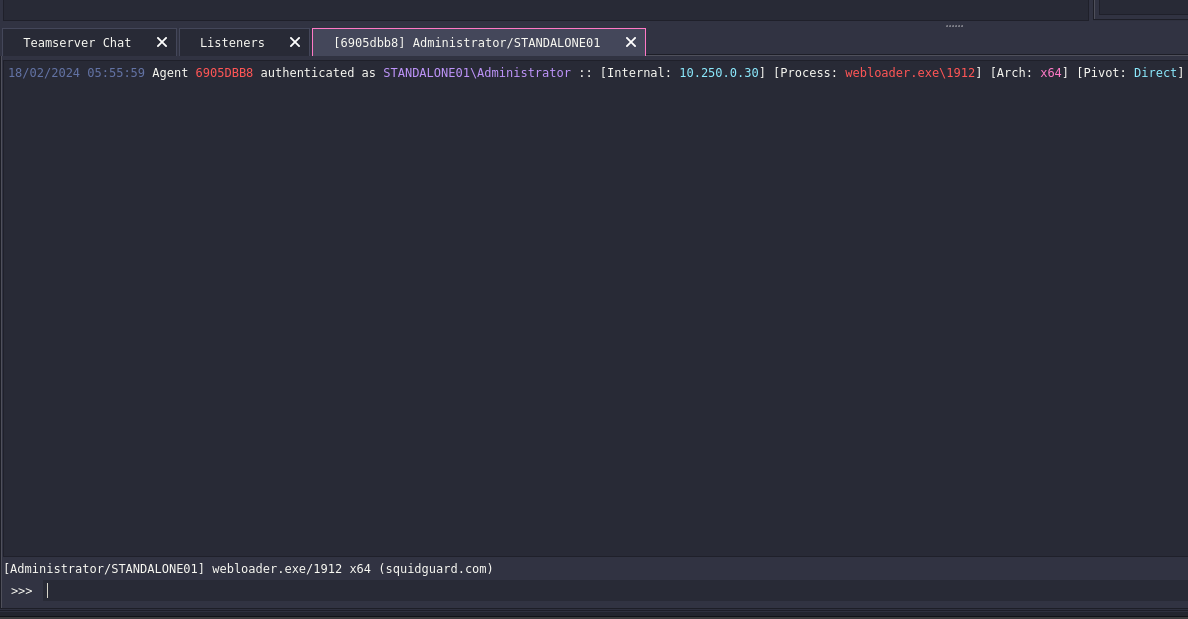 Teamserver Chat Listeners [6905dbb8] Administrator/STANDALONE01
18/02/2024 05:55:59 Agent 6905DBB8 authenticated as STANDALONE01\Administrator :: [Internal: 10.250.0.30] [Process: webloader.exe\1912] [Arch: x64] [Pivot: Direct]
[Administrator/STANDALONE01] webloader.exe/1912 x64 (squidguard.com)
>>>